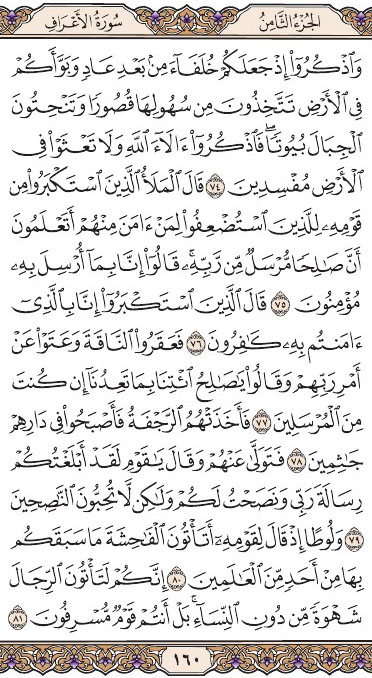 سُورَةُ الأَعْرَافِ
الجُزْءُ الثَّامِنُ
وَٱذْكُرُوٓا۟ إِذْ جَعَلَكُمْ خُلَفَآءَ مِنۢ بَعْدِ عَادٍ وَبَوَّأَكُمْ
فِى ٱلْأَرْضِ تَتَّخِذُونَ مِن سُهُولِهَا قُصُورًا وَتَنْحِتُونَ
ٱلْجِبَالَ بُيُوتًا ۖ فَٱذْكُرُوٓا۟ ءَالَآءَ ٱللَّهِ وَلَا تَعْثَوْا۟ فِى
ٱلْأَرْضِ مُفْسِدِينَ ٧٤ قَالَ ٱلْمَلَأُ ٱلَّذِينَ ٱسْتَكْبَرُوا۟ مِن
قَوْمِهِۦ لِلَّذِينَ ٱسْتُضْعِفُوا۟ لِمَنْ ءَامَنَ مِنْهُمْ أَتَعْلَمُونَ
أَنَّ صَٰلِحًا مُّرْسَلٌ مِّن رَّبِّهِۦ ۚ قَالُوٓا۟ إِنَّا بِمَآ أُرْسِلَ بِهِۦ
مُؤْمِنُونَ ٧٥ قَالَ ٱلَّذِينَ ٱسْتَكْبَرُوٓا۟ إِنَّا بِٱلَّذِىٓ
ءَامَنتُم بِهِۦ كَٰفِرُونَ ٧٦ فَعَقَرُوا۟ ٱلنَّاقَةَ وَعَتَوْا۟ عَنْ
أَمْرِ رَبِّهِمْ وَقَالُوا۟ يَٰصَٰلِحُ ٱئْتِنَا بِمَا تَعِدُنَآ إِن كُنتَ
مِنَ ٱلْمُرْسَلِينَ ٧٧ فَأَخَذَتْهُمُ ٱلرَّجْفَةُ فَأَصْبَحُوا۟ فِى دَارِهِمْ
جَٰثِمِينَ ٧٨ فَتَوَلَّىٰ عَنْهُمْ وَقَالَ يَٰقَوْمِ لَقَدْ أَبْلَغْتُكُمْ
رِسَالَةَ رَبِّى وَنَصَحْتُ لَكُمْ وَلَٰكِن لَّا تُحِبُّونَ ٱلنَّٰصِحِينَ
٧٩ وَلُوطًا إِذْ قَالَ لِقَوْمِهِۦٓ أَتَأْتُونَ ٱلْفَٰحِشَةَ مَا سَبَقَكُم
بِهَا مِنْ أَحَدٍ مِّنَ ٱلْعَٰلَمِينَ ٨٠ إِنَّكُمْ لَتَأْتُونَ ٱلرِّجَالَ
شَهْوَةً مِّن دُونِ ٱلنِّسَآءِ ۚ بَلْ أَنتُمْ قَوْمٌ مُّسْرِفُونَ ٨١
١٦٠